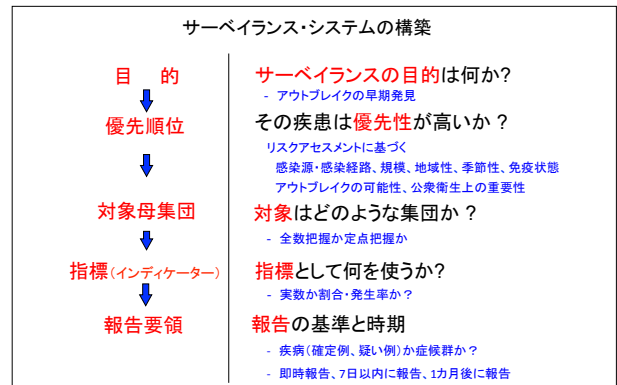 サーベイランス・システムの構築
目　的
サーベイランスの目的は何か?
- アウトブレイクの早期発見
優先順位
その疾患は優先性が高いか？
リスクアセスメントに基づく
感染源・感染経路、規模、地域性、季節性、免疫状態
アウトブレイクの可能性、公衆衛生上の重要性
対象母集団
対象はどのような集団か？
- 全数把握か定点把握か
指標(インディケーター)
指標として何を使うか?
- 実数か割合・発生率か？
報告要領
報告の基準と時期
- 疾病(確定例、疑い例)か症候群か？
- 即時報告、7日以内に報告、1カ月後に報告